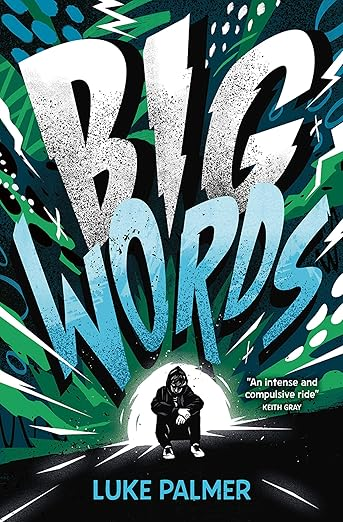 BIG
WORDS
"An intense and
compulsive ride"
KEITH GRAY
LUKE PALMER